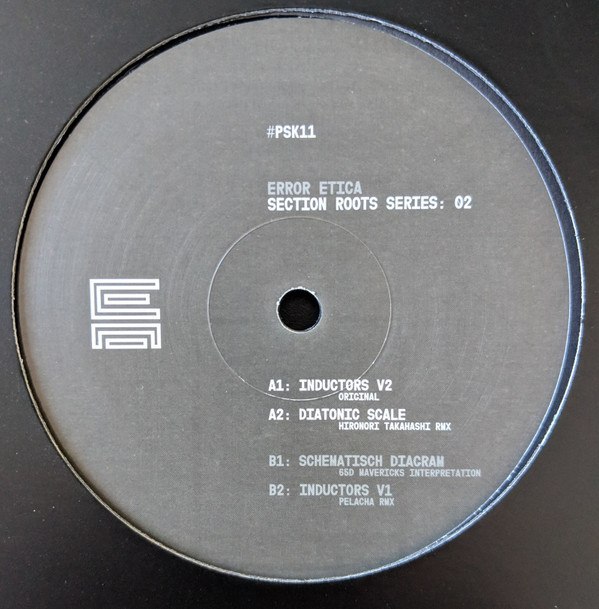 #PSK11
ERROR ETICA
SECTION ROOTS SERIES: 02
A1: INDUCTORS V2
ORIGINAL
A2: DIATONIC SCALE
HIRONORI TAKAHASHI RMX
B1: SCHEMATISCH DIAGRAM
65D MAVERICKS INTERPRETATION
B2: INDUCTORS V1
PELACHA RMX